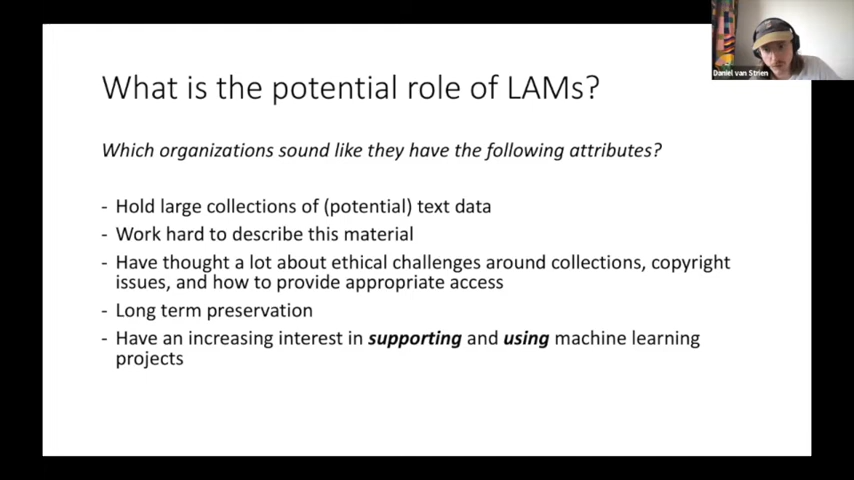 What is the potential role of LAMs?
Daniel van Strien
Which organizations sound like they have the following attributes?
- Hold large collections of (potential) text data
- Work hard to describe this material
- Have thought a lot about ethical challenges around collections, copyright
issues, and how to provide appropriate access
- Long term preservation
- Have an increasing interest in supporting and using machine learning
projects